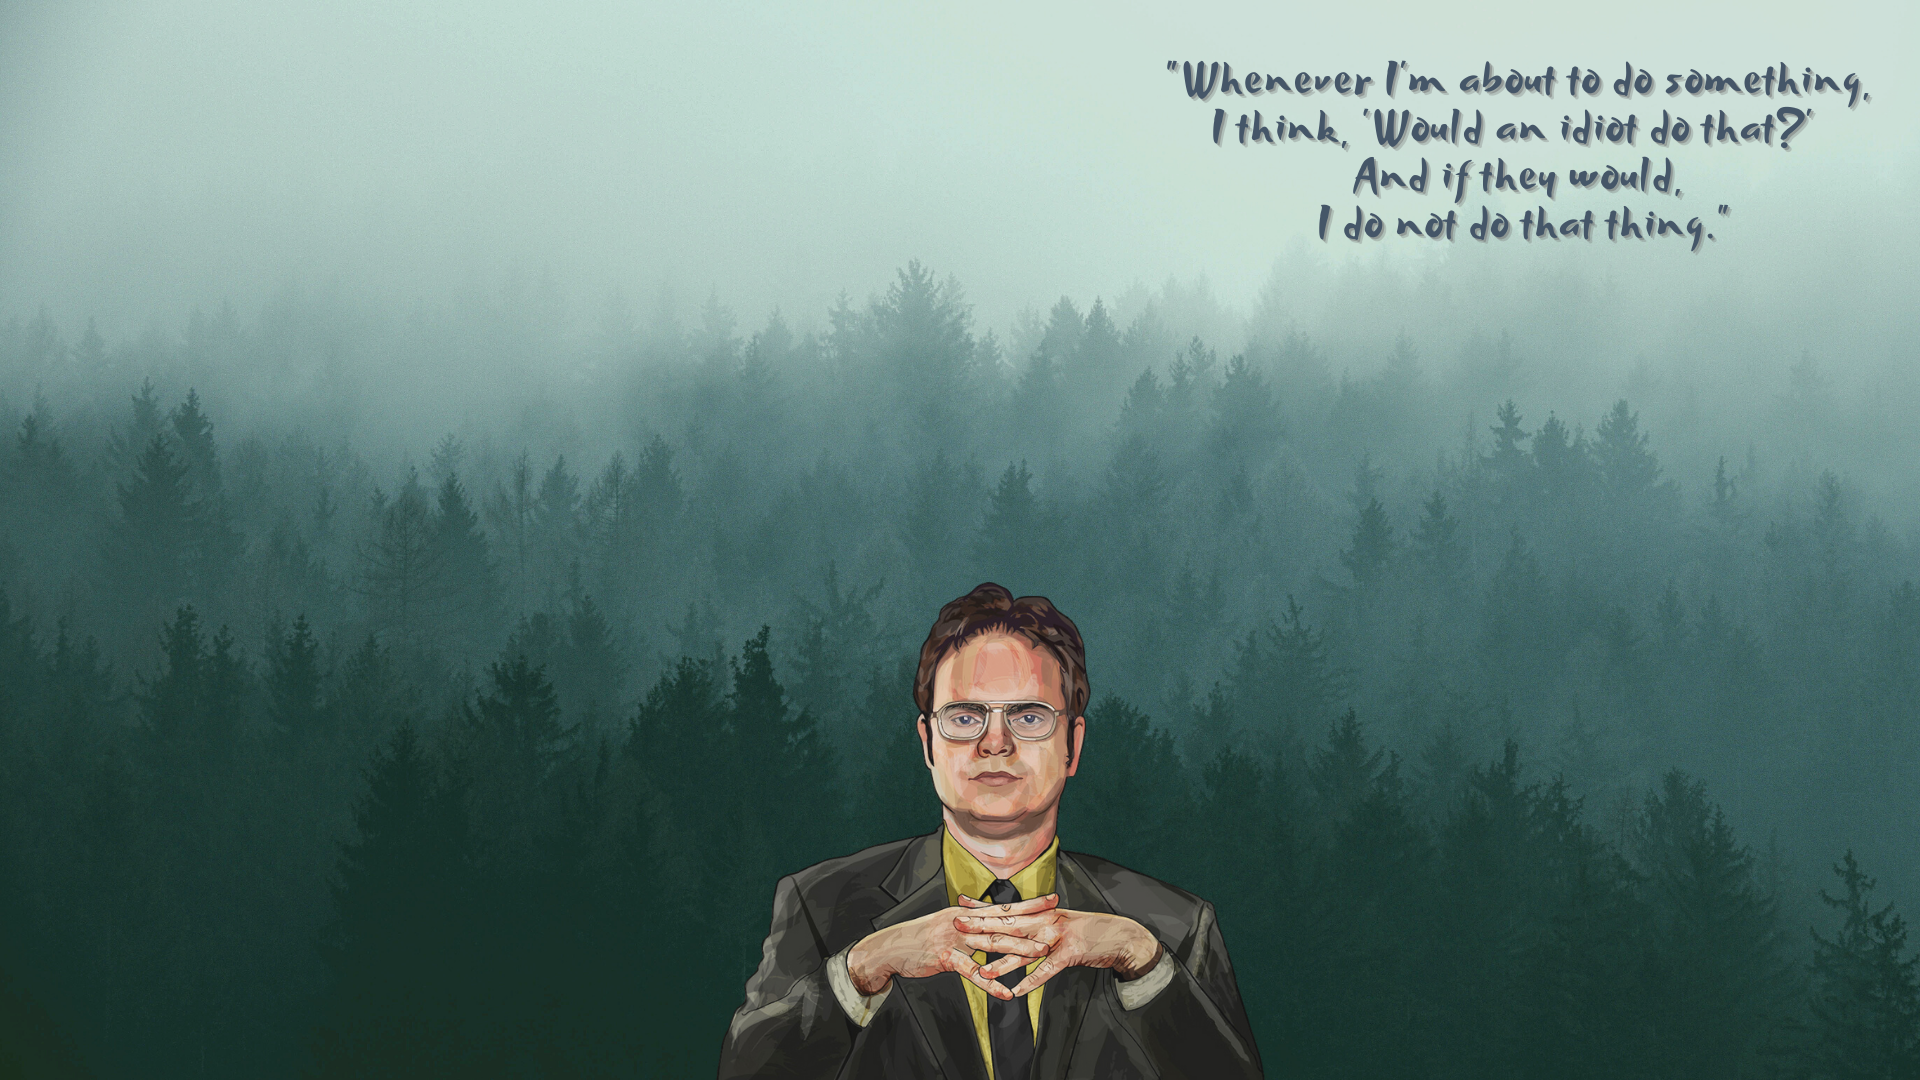 "Whenever I'm about to do something,
I think, 'Would an idiot do that?'
And if they would,
I do not do that thing."